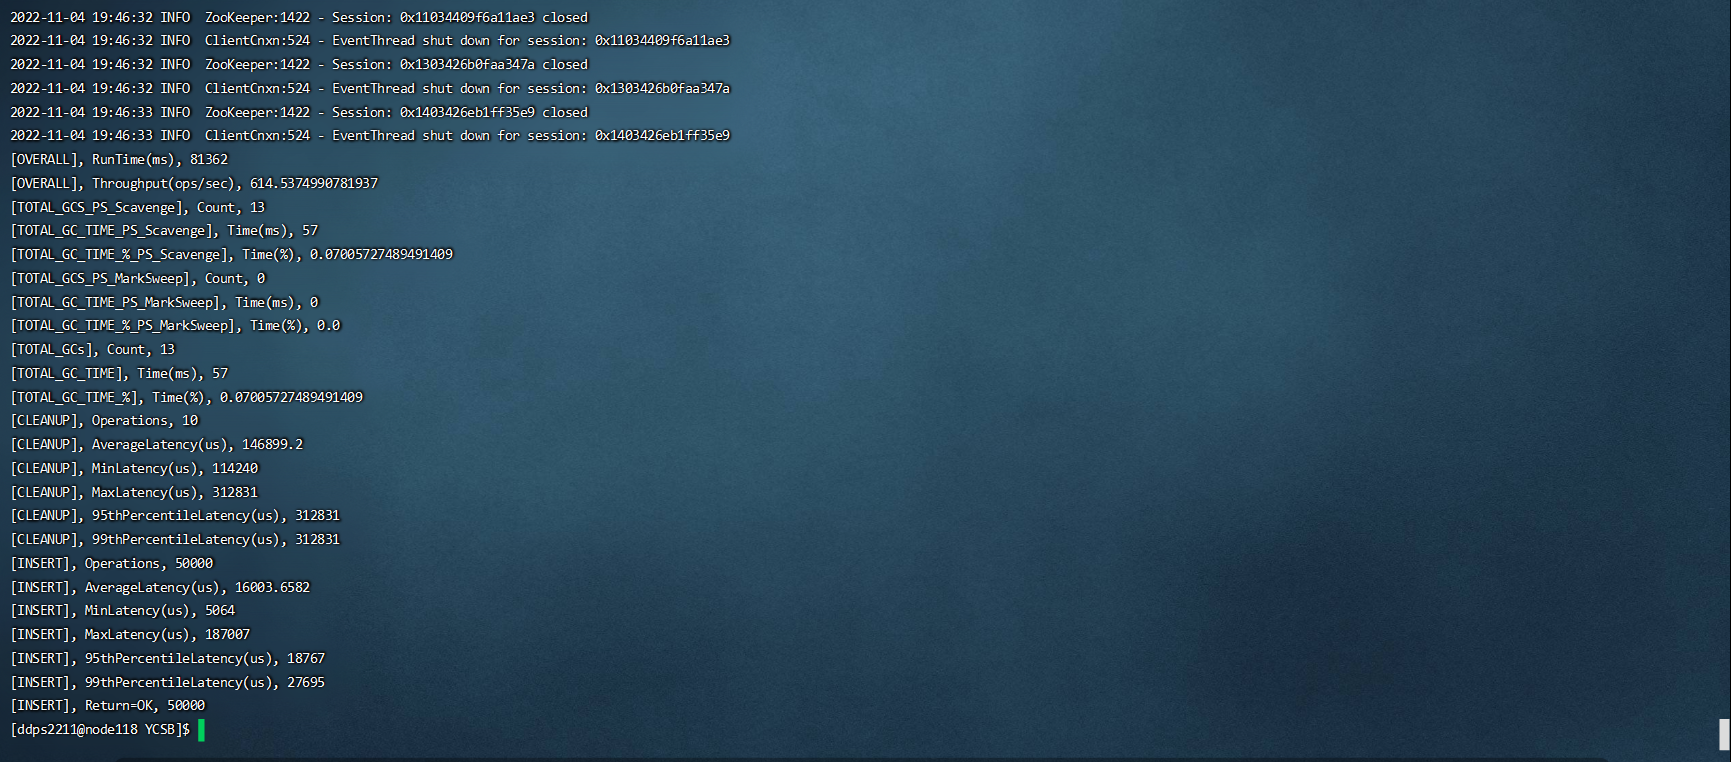 2022-11-04 19:46:32 INFO  ZooKeeper:1422 - Session: 0x11034409f6a11ae3 closed
2022-11-04 19:46:32 INFO  ClientCnxn:524 - EventThread shut down for session: 0x11034409f6a11ae3
2022-11-04 19:46:32 INFO  ZooKeeper:1422 - Session: 0x1303426b0faa347a closed
2022-11-04 19:46:32 INFO  ClientCnxn:524 - EventThread shut down for session: 0x1303426b0faa347a
2022-11-04 19:46:33 INFO  ZooKeeper:1422 - Session: 0x1403426eb1ff35e9 closed
2022-11-04 19:46:33 INFO  ClientCnxn:524 - EventThread shut down for session: 0x1403426eb1ff35e9
[OVERALL], RunTime(ms), 81362
[OVERALL], Throughput(ops/sec), 614.5374990781937
[TOTAL_GCS_PS_Scavenge], Count, 13
[TOTAL_GC_TIME_PS_Scavenge], Time(ms), 57
[TOTAL_GC_TIME_%_PS_Scavenge], Time(%), 0.07005727489491409
[TOTAL_GCS_PS_MarkSweep], Count, 0
[TOTAL_GC_TIME_PS_MarkSweep], Time(ms), 0
[TOTAL_GC_TIME_%_PS_MarkSweep], Time(%), 0.0
[TOTAL_GCs], Count, 13
[TOTAL_GC_TIME], Time(ms), 57
[TOTAL_GC_TIME_%], Time(%), 0.07005727489491409
[CLEANUP], Operations, 10
[CLEANUP], AverageLatency(us), 146899.2
[CLEANUP], MinLatency(us), 114240
[CLEANUP], MaxLatency(us), 312831
[CLEANUP], 95thPercentileLatency(us), 312831
[CLEANUP], 99thPercentileLatency(us), 312831
[INSERT], Operations, 50000
[INSERT], AverageLatency(us), 16003.6582
[INSERT], MinLatency(us), 5064
[INSERT], MaxLatency(us), 187007
[INSERT], 95thPercentileLatency(us), 18767
[INSERT], 99thPercentileLatency(us), 27695
[INSERT], Return=OK, 50000
[ddps2211@node118 YCSB]$